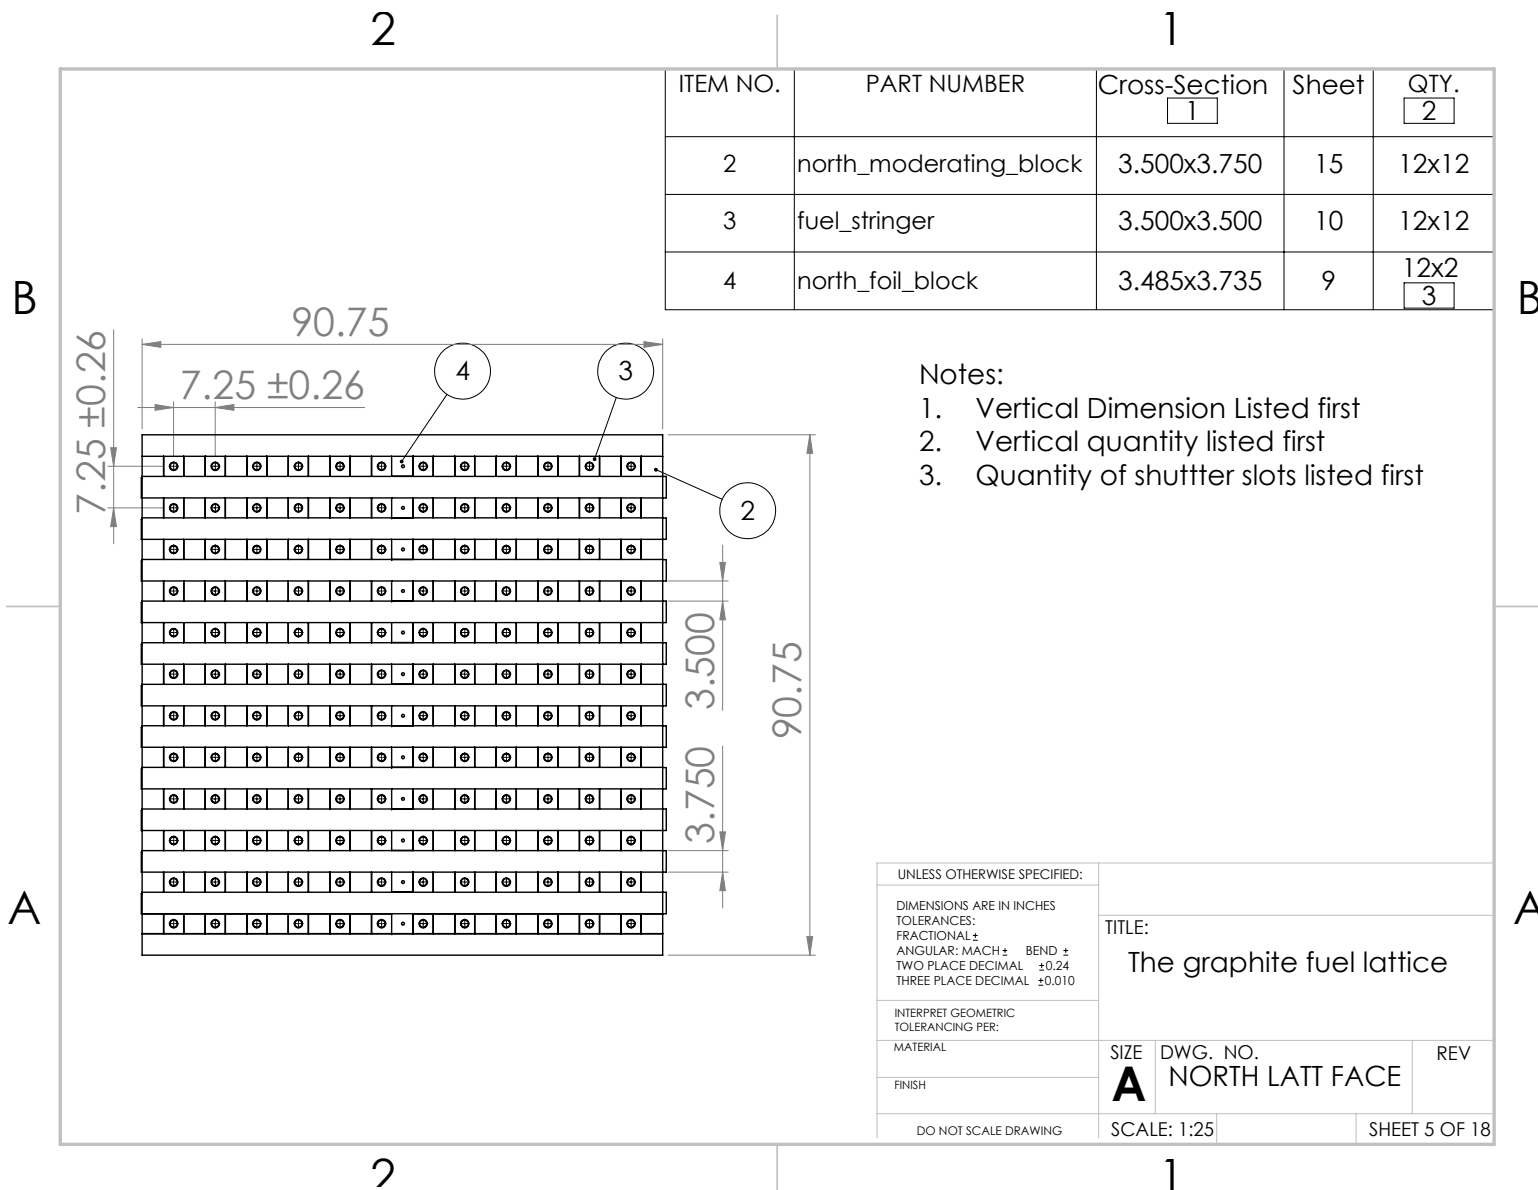 2
1
ITEM NO. PART NUMBER Cross-Section 1 Sheet QTY. 2
2 north_moderating_block 3.500x3.750 15 12x12
3 fuel_stringer 3.500x3.500 10 12x12
4 north_foil_block 3.485x3.735 9 12x2 3
B
B
90.75
7.25 ±0.26
7.25 ±0.26
4
3
2
3.500
3.750
90.75
Notes:
1. Vertical Dimension Listed first
2. Vertical quantity listed first
3. Quantity of shuttter slots listed first
A
A
UNLESS OTHERWISE SPECIFIED:
DIMENSIONS ARE IN INCHES
TOLERANCES:
FRACTIONAL ±
ANGULAR: MACH ± BEND ±
TWO PLACE DECIMAL ±0.24
THREE PLACE DECIMAL ±0.010
INTERPRET GEOMETRIC
TOLERANCING PER:
MATERIAL
FINISH
DO NOT SCALE DRAWING
TITLE:
The graphite fuel lattice
SIZE
A
DWG. NO.
NORTH LATT FACE
REV
SCALE: 1:25
SHEET 5 OF 18
2
1